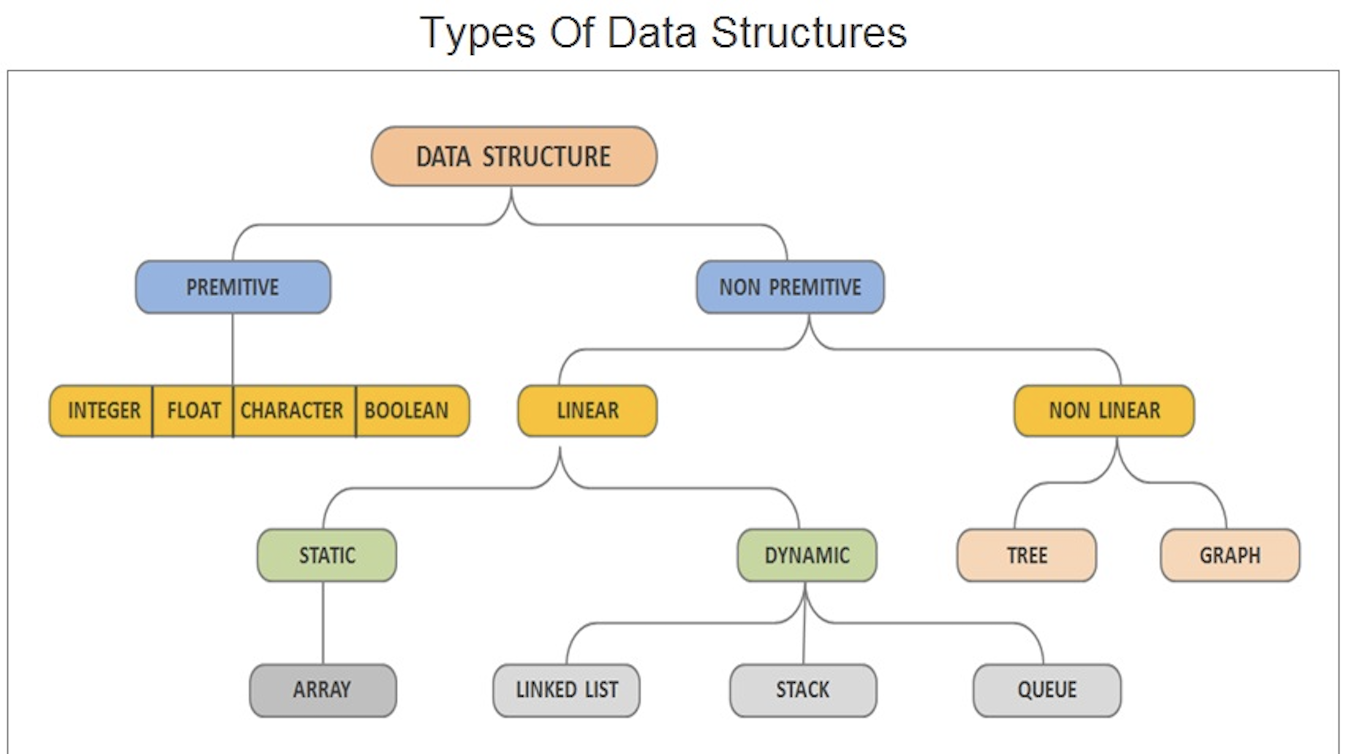 Types Of Data Structures
DATA STRUCTURE
PREMITIVE
NON PREMITIVE
INTEGER
FLOAT
CHARACTER
BOOLEAN
LINEAR
NON LINEAR
STATIC
DYNAMIC
TREE
GRAPH
ARRAY
LINKED LIST
STACK
QUEUE